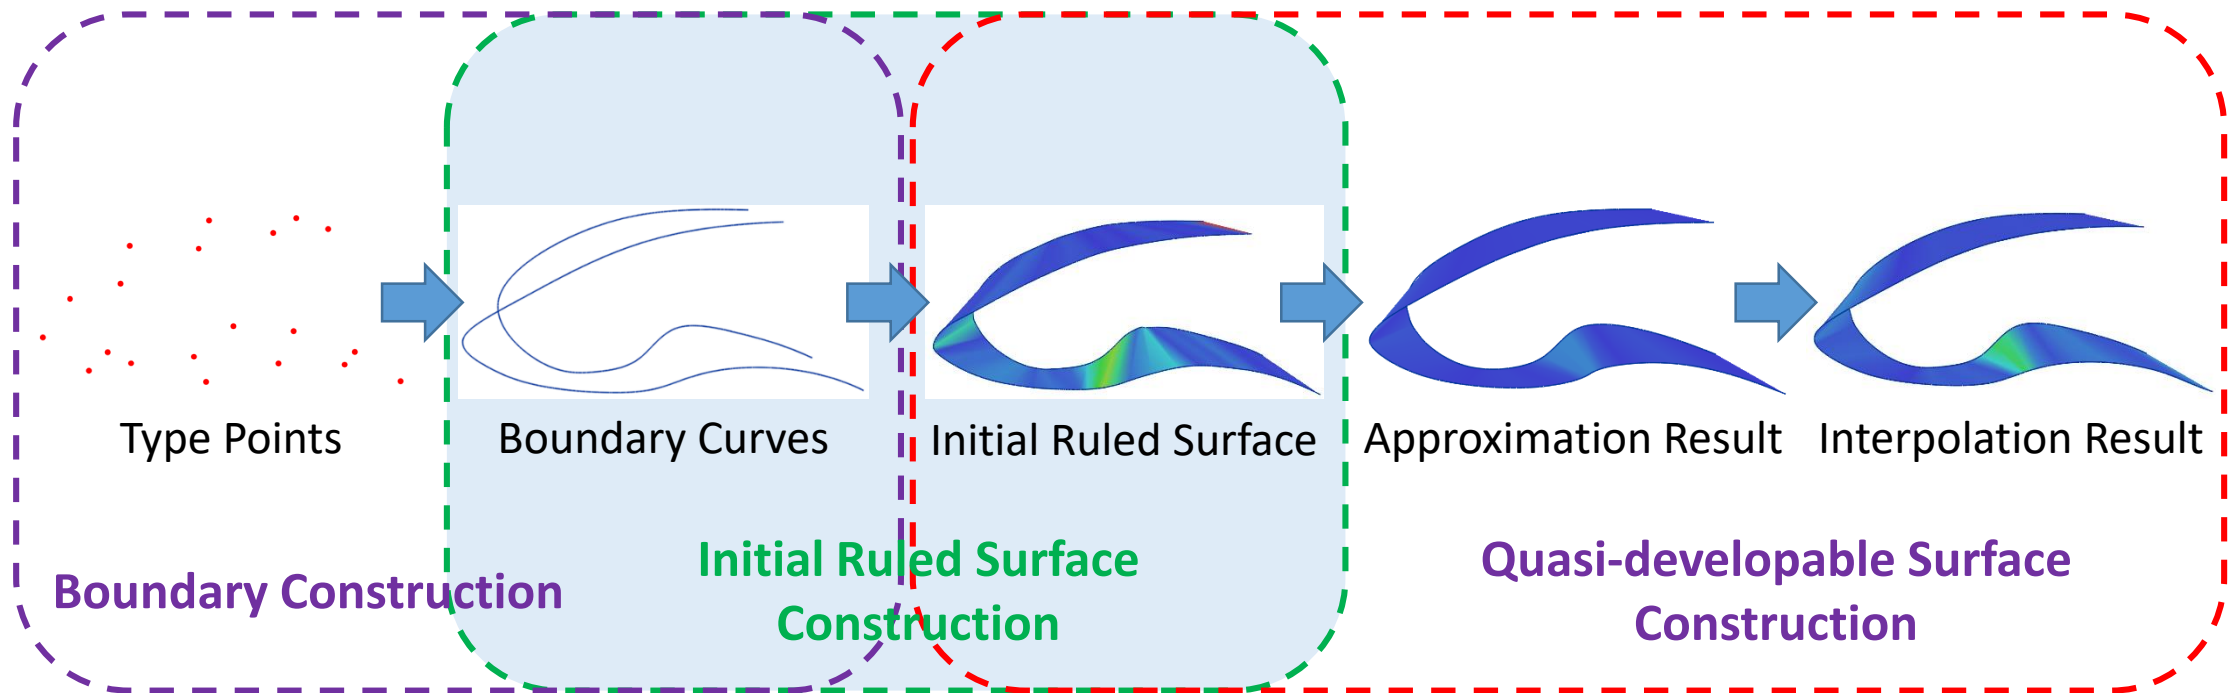 Type Points
Boundary Curves
Initial Ruled Surface
Approximation Result
Interpolation Result
Boundary Construction
Initial Ruled Surface
Construction
Quasi-developable Surface
Construction